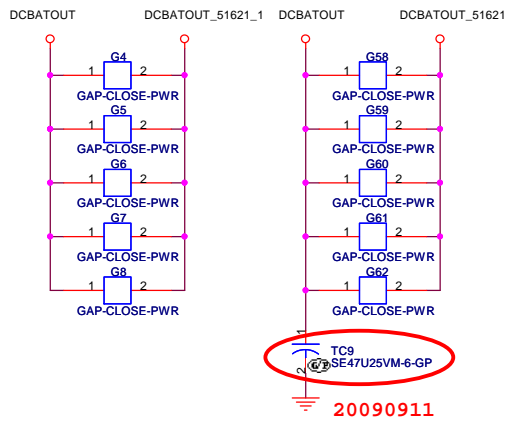 DCBATOUT DCBATOUT_51621_1 DCBATOUT DCBATOUT_51621
G4 G58
1 2 1 2
GAP-CLOSE-PWR GAP-CLOSE-PWR
G5 G59
1 2 1 2
GAP-CLOSE-PWR GAP-CLOSE-PWR
G6 G60
1 2 1 2
GAP-CLOSE-PWR GAP-CLOSE-PWR
G7 G61
1 2 1 2
GAP-CLOSE-PWR GAP-CLOSE-PWR
G8 G62
1 2 1 2
GAP-CLOSE-PWR GAP-CLOSE-PWR
1
TC9
SE47U25VM-6-GP
2
20090911